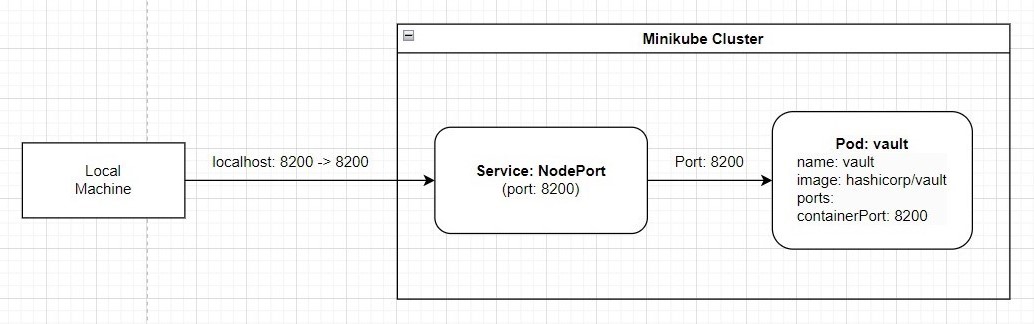 Minikube Cluster
Local
Machine
localhost: 8200 -> 8200
Service: NodePort
(port: 8200)
Port: 8200
Pod: vault
name: vault
image: hashicorp/vault
ports:
containerPort: 8200